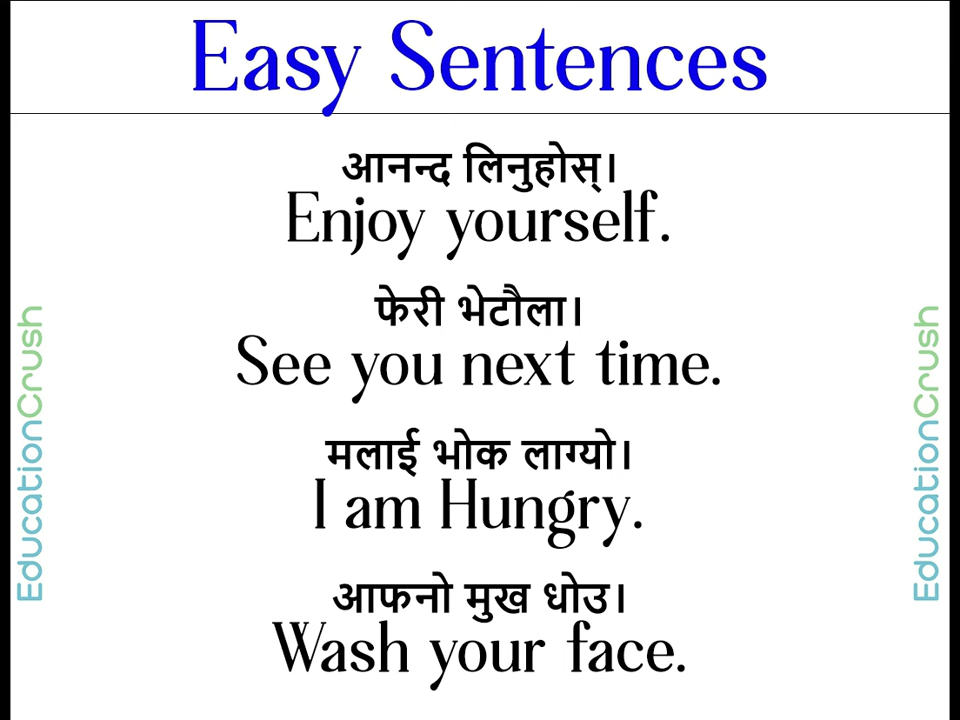 Easy Sentences
आनन्द लिनुहोस्।
Enjoy yourself.
फेरी भेटौला।
See you next time.
मलाई भोक लाग्यो।
I am Hungry.
आफनो मुख धोउ।
Wash your face.
EducationCrush
EducationCrush